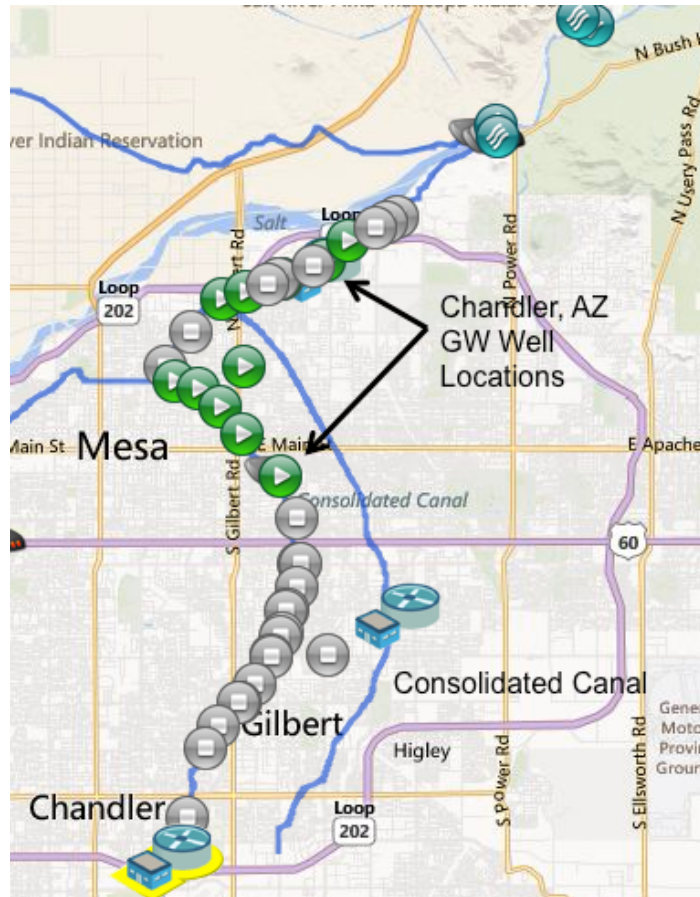 N Bush H
ver Indian Reservation
N Usery Pass Rd
Salt
Loop
N Power Rd
Loop
202
Chandler, AZ
GW Well
Locations
Mesa
Main St
E Main
E Apache
S Gilbert Rd
Consolidated Canal
60
Consolidated Canal
Gilbert
Higley
Gener
Moto
Provin
Groun
S Power Rd
S Ellsworth Rd
Chandler
Loop
202